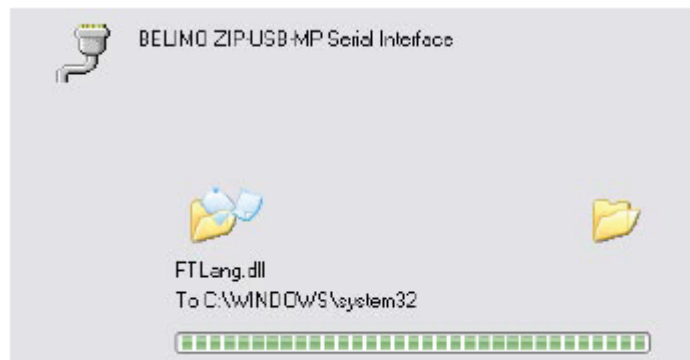 BELIMO ZIP-USB-MP Serial Interface
FTLang.dll
To C:\WINDOWS\system32